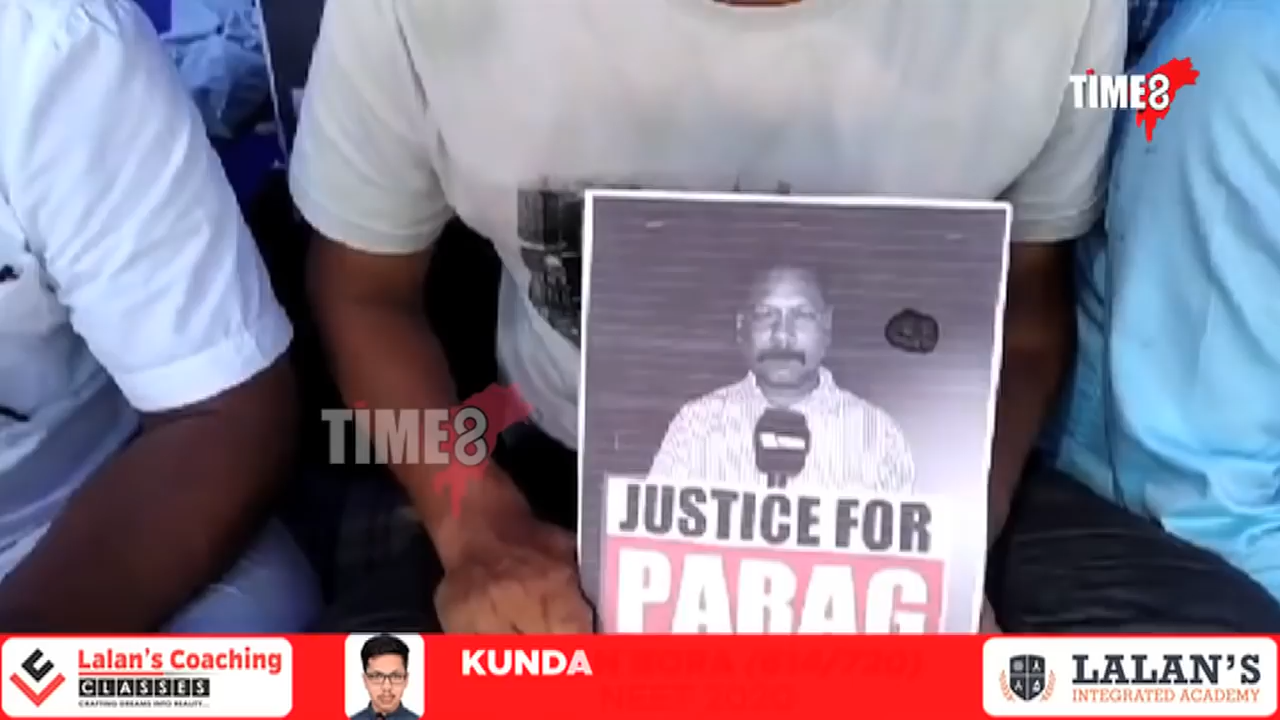 TIME8
TIME8
JUSTICE FOR
PARAG
Lalan's Coaching
CLASSES
CRAFTING DREAMS INTO REALITY...
KUNDA
LALAN'S
INTEGRATED ACADEMY